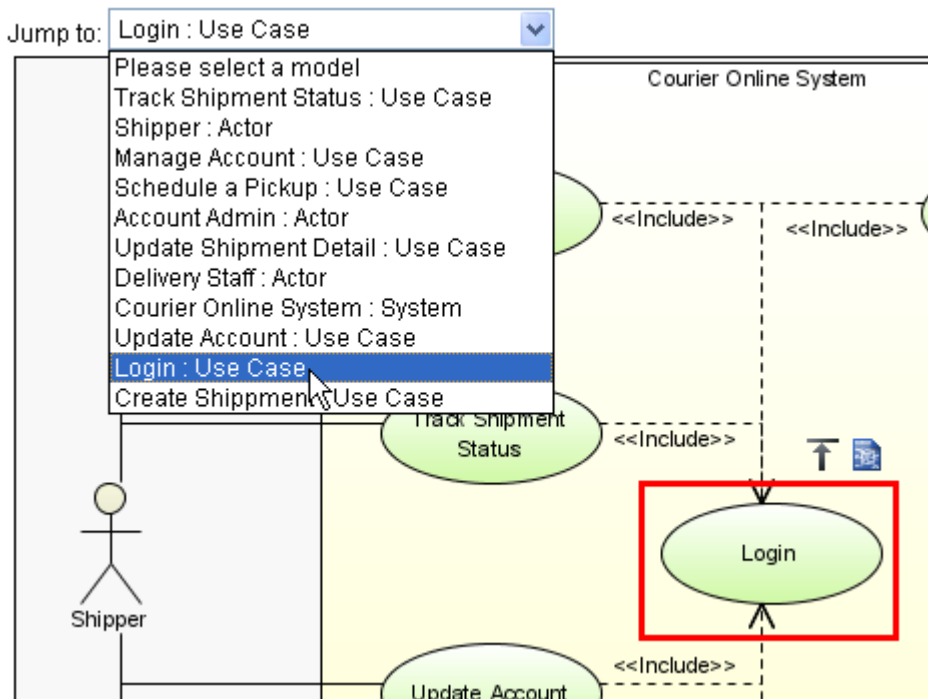 Jump to: Login : Use Case
Please select a model
Track Shipment Status : Use Case
Shipper : Actor
Manage Account : Use Case
Schedule a Pickup : Use Case
Account Admin : Actor
Update Shipment Detail : Use Case
Delivery Staff : Actor
Courier Online System : System
Update Account : Use Case
Login : Use Case
Create Shippment : Use Case
Courier Online System
<<Include>>
<<Include>>
Track Shipment
Status
<<Include>>
Login
Shipper
<<Include>>
Update Account